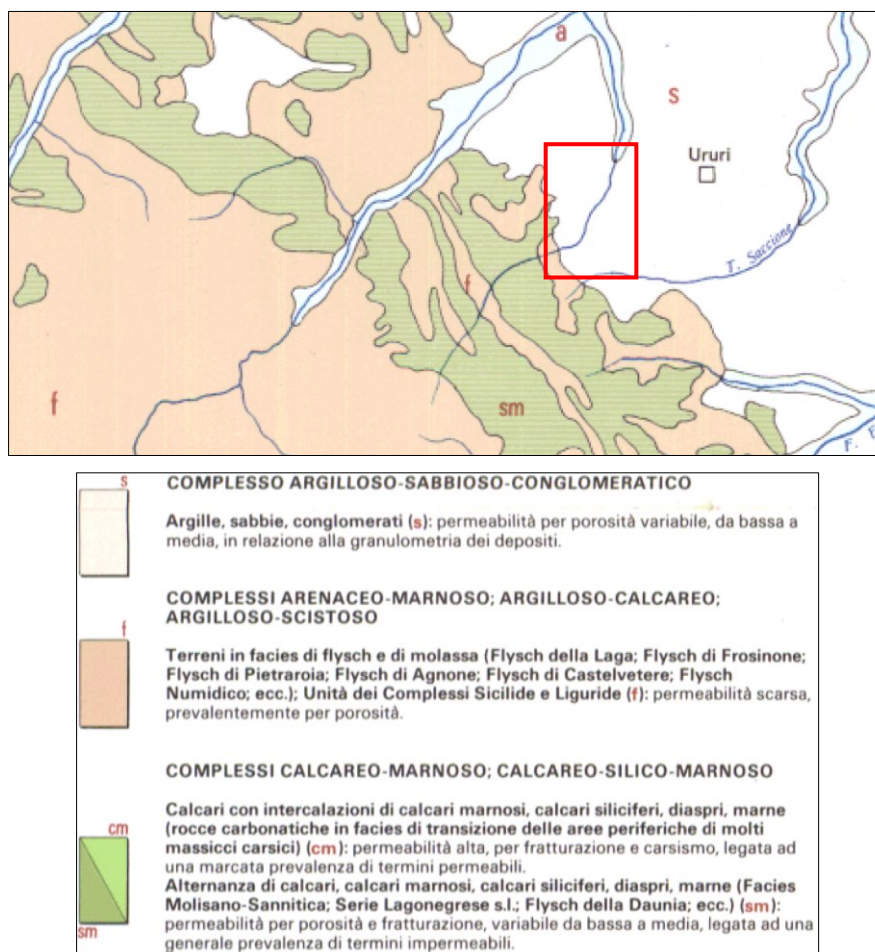 a
s
Ururi
T. Saccione
f
f
sm
F.
s
COMPLESSO ARGILLOSO-SABBIOSO-CONGLOMERATICO
Argille, sabbie, conglomerati (s): permeabilità per porosità variabile, da bassa a
media, in relazione alla granulometria dei depositi.
COMPLESSI ARENACEO-MARNOSO; ARGILLOSO-CALCAREO;
ARGILLOSO-SCISTOSO
f
Terreni in facies di flysch e di molassa (Flysch della Laga; Flysch di Frosinone;
Flysch di Pietraroia; Flysch di Agnone; Flysch di Castelvetere; Flysch
Numidico; ecc.); Unità dei Complessi Sicilide e Liguride (f): permeabilità scarsa,
prevalentemente per porosità.
COMPLESSI CALCAREO-MARNOSO; CALCAREO-SILICO-MARNOSO
Calcari con intercalazioni di calcari marnosi, calcari siliciferi, diaspri, marne
(rocce carbonatiche in facies di transizione delle aree periferiche di molti
cm
massicci carsici) (cm): permeabilità alta, per fratturazione e carsismo, legata ad
una marcata prevalenza di termini permeabili.
Alternanza di calcari, calcari marnosi, calcari siliciferi, diaspri, marne (Facies
Molisano-Sannitica; Serie Lagonegrese s.l.; Flysch della Daunia; ecc.) (sm):
sm
permeabilità per porosità e fratturazione, variabile da bassa a media, legata ad una
generale prevalenza di termini impermeabili.